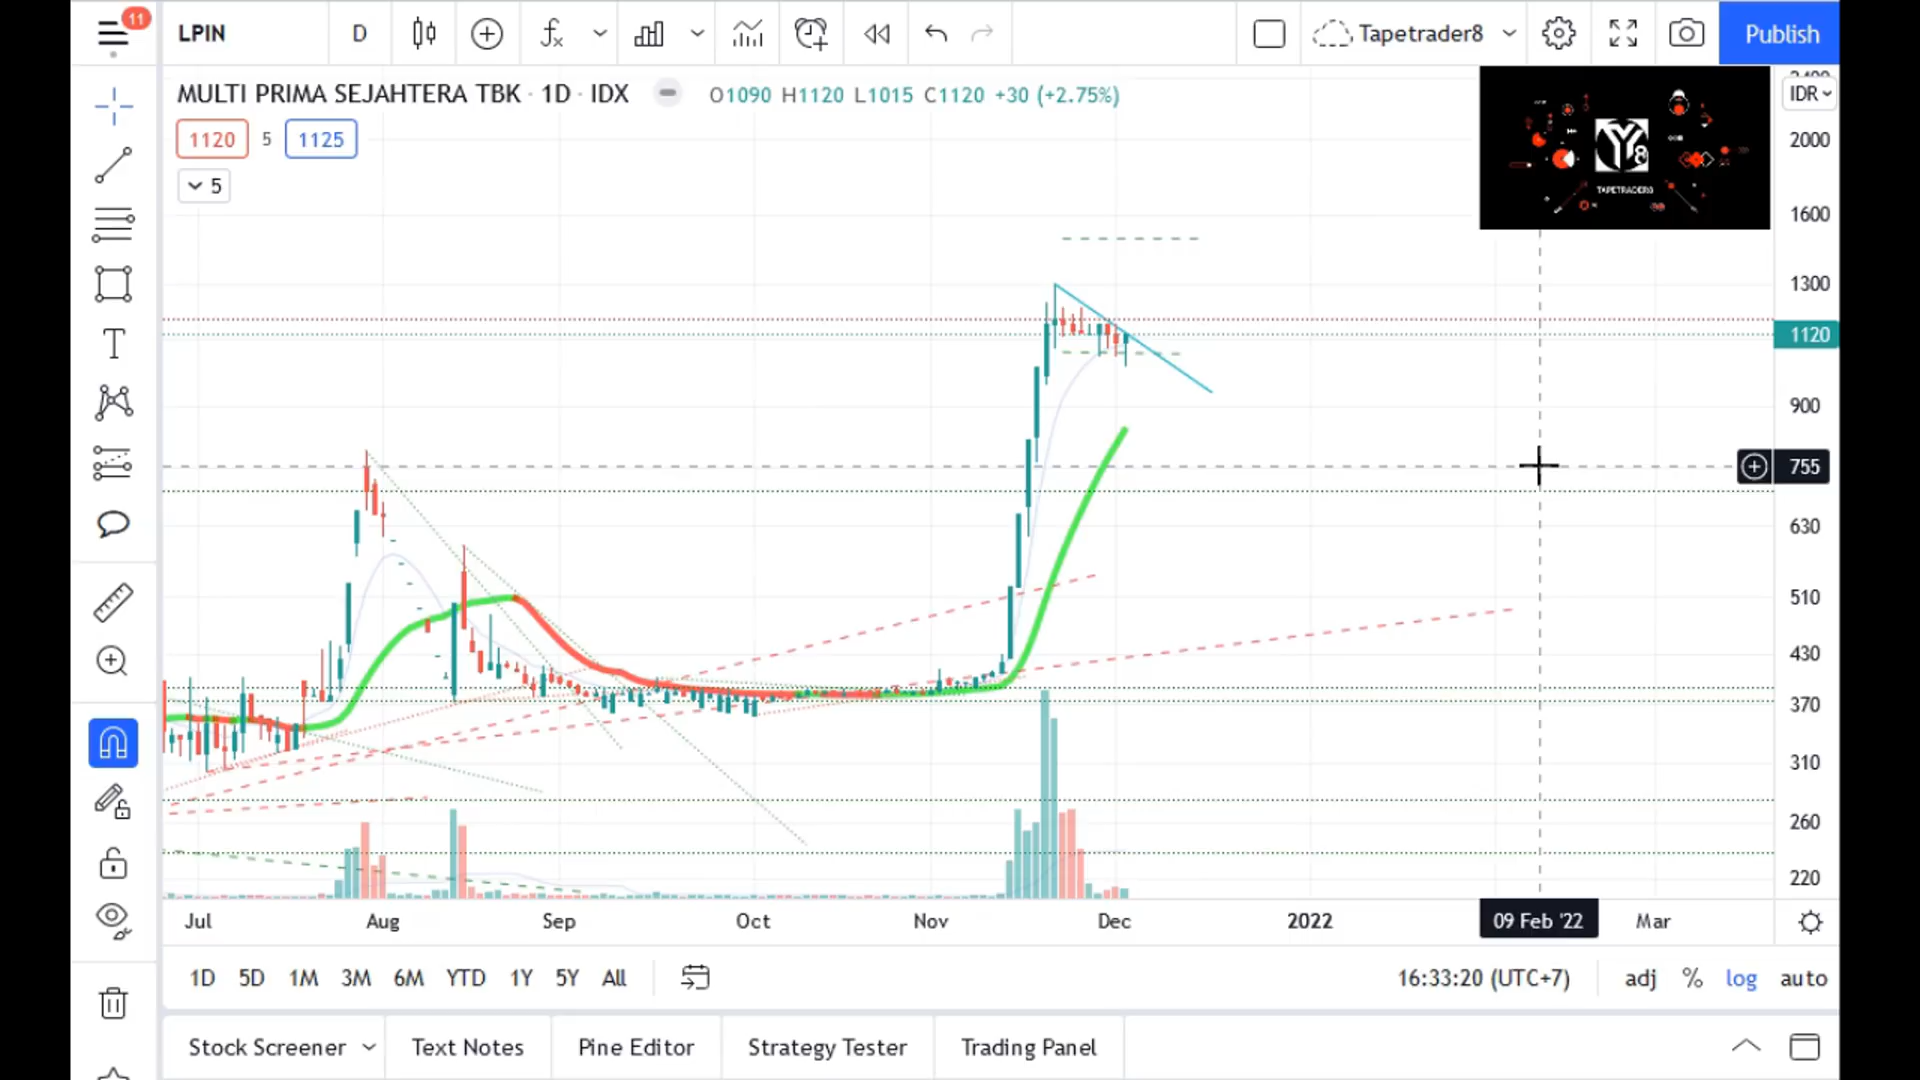 11
LPIN
D
fx
Tapetrader8
Publish
MULTI PRIMA SEJAHTERA TBK · 1D · IDX
O1090 H1120 L1015 C1120 +30 (+2.75%)
1120
5
1125
5
TAPETRADER8
IDR
2000
1600
1300
1120
900
755
630
510
430
370
310
260
220
T
Jul
Aug
Sep
Oct
Nov
Dec
2022
09 Feb '22
Mar
1D
5D
1M
3M
6M
YTD
1Y
5Y
All
16:33:20 (UTC+7)
adj
%
log
auto
Stock Screener
Text Notes
Pine Editor
Strategy Tester
Trading Panel